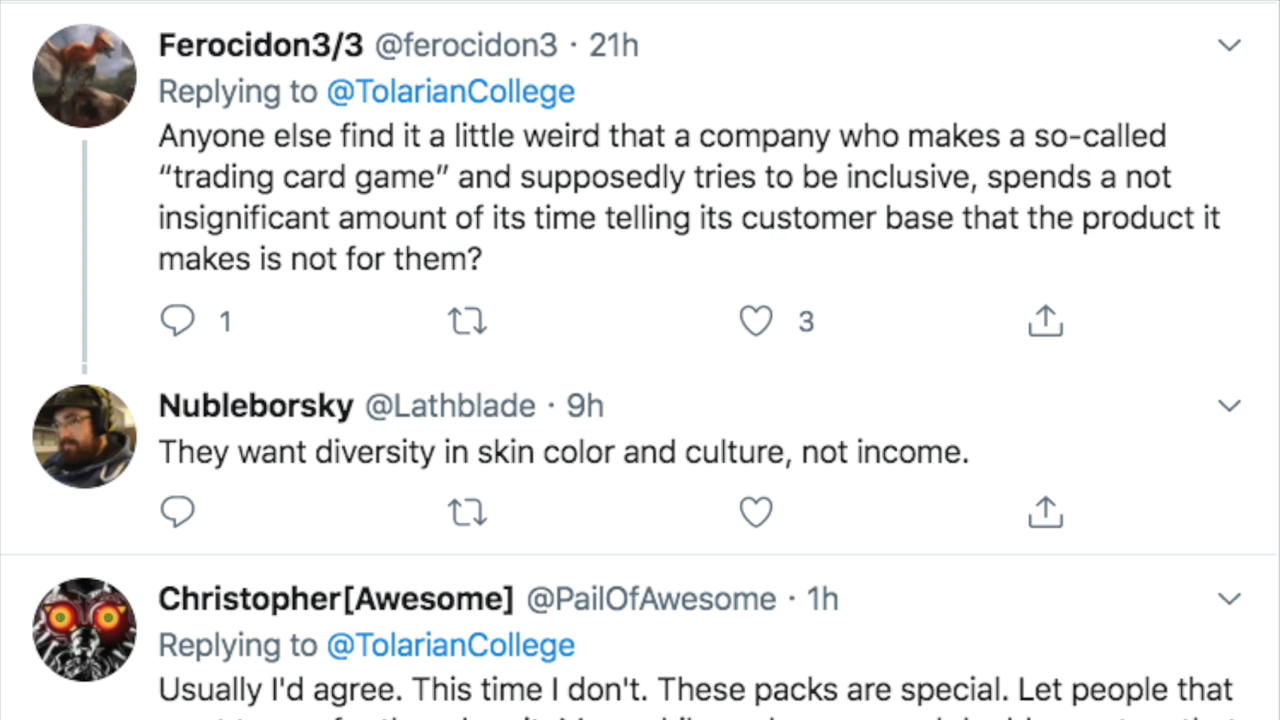 Ferocidon3/3 @ferocidon3 · 21h
Replying to @TolarianCollege
Anyone else find it a little weird that a company who makes a so-called
“trading card game” and supposedly tries to be inclusive, spends a not
insignificant amount of its time telling its customer base that the product it
makes is not for them?
1 3
Nubleborsky @Lathblade · 9h
They want diversity in skin color and culture, not income.
Christopher[Awesome] @PailOfAwesome · 1h
Replying to @TolarianCollege
Usually I'd agree. This time I don't. These packs are special. Let people that